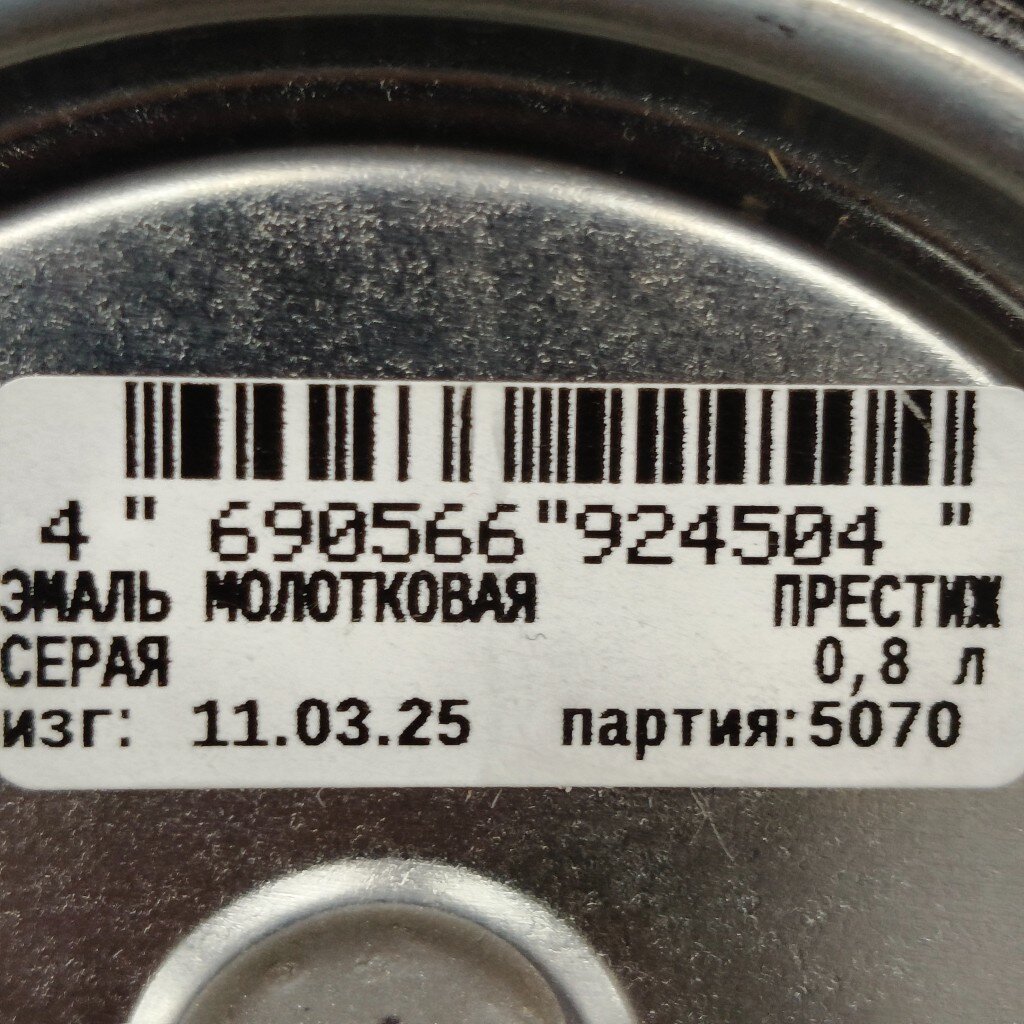 4 " 690566"924504 "
ЭМАЛЬ МОЛОТКОВАЯ ПРЕСТИЖ
СЕРАЯ 0,8 л
изг: 11.03.25 партия:5070